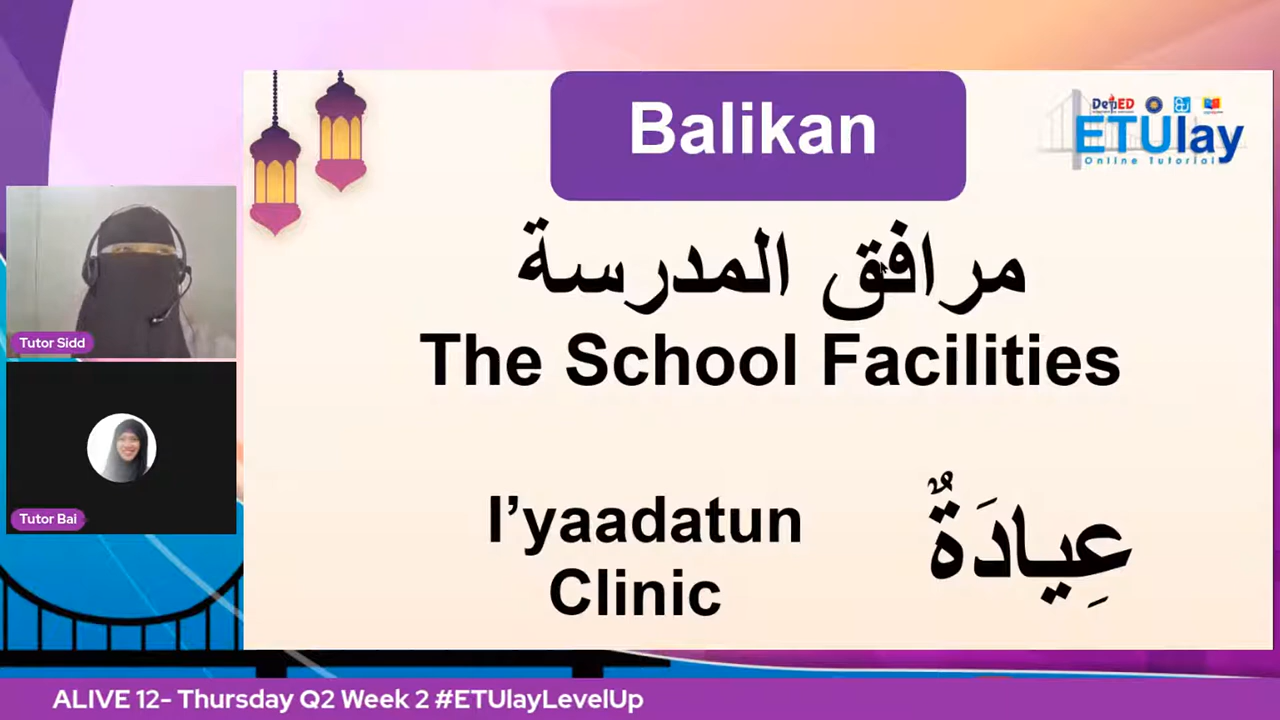 Balikan
DepED
ETUlay
Online Tutorial
مرافق المدرسة
The School Facilities
I’yaadatun
Clinic
عِيادَةٌ
Tutor Sidd
Tutor Bai
ALIVE 12- Thursday Q2 Week 2 #ETUlayLevelUp